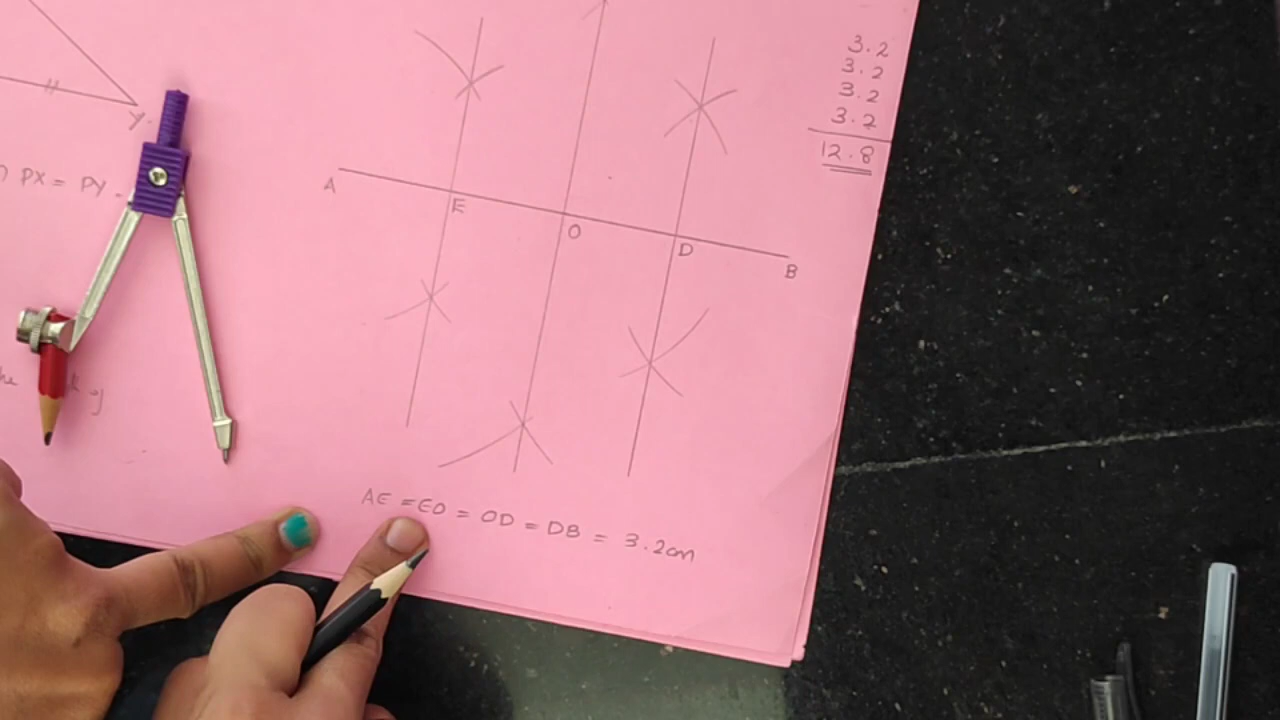 Y
PX = PY.
A
E
O
D
B
3.2
3.2
3.2
3.2
12.8
AE = EO = OD = DB = 3.2cm